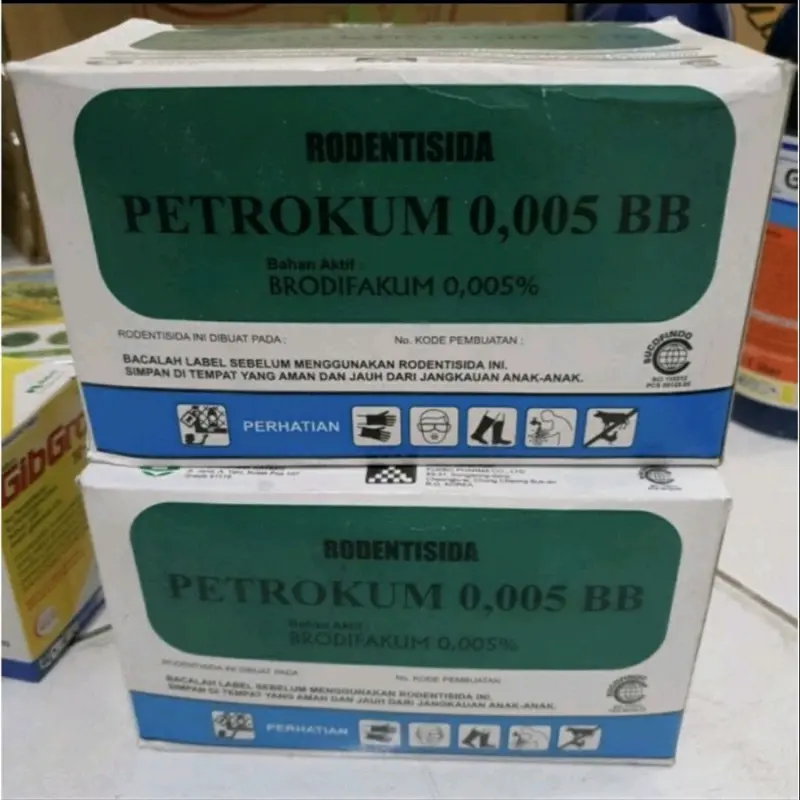 RODENTISIDA
PETROKUM 0,005 BB
Bahan Aktif :
BRODIFAKUM 0,005%
RODENTISIDA INI DIBUAT PADA :
No. KODE PEMBUATAN :
BACALAH LABEL SEBELUM MENGGUNAKAN RODENTISIDA INI.
SIMPAN DI TEMPAT YANG AMAN DAN JAUH DARI JANGKAUAN ANAK-ANAK.
SUCOFINDO
PERHATIAN
GibGro
RODENTISIDA
PETROKUM 0,005 BB
Bahan Aktif :
BRODIFAKUM 0,005%
RODENTISIDA INI DIBUAT PADA
No. KODE PEMBUATAN
BACALAH LABEL SEBELUM MENGGUNAKAN RODENTISIDA INI.
SIMPAN DI TEMPAT YANG AMAN DAN JAUH DARI JANGKAUAN ANAK-ANAK.
PERHATIAN